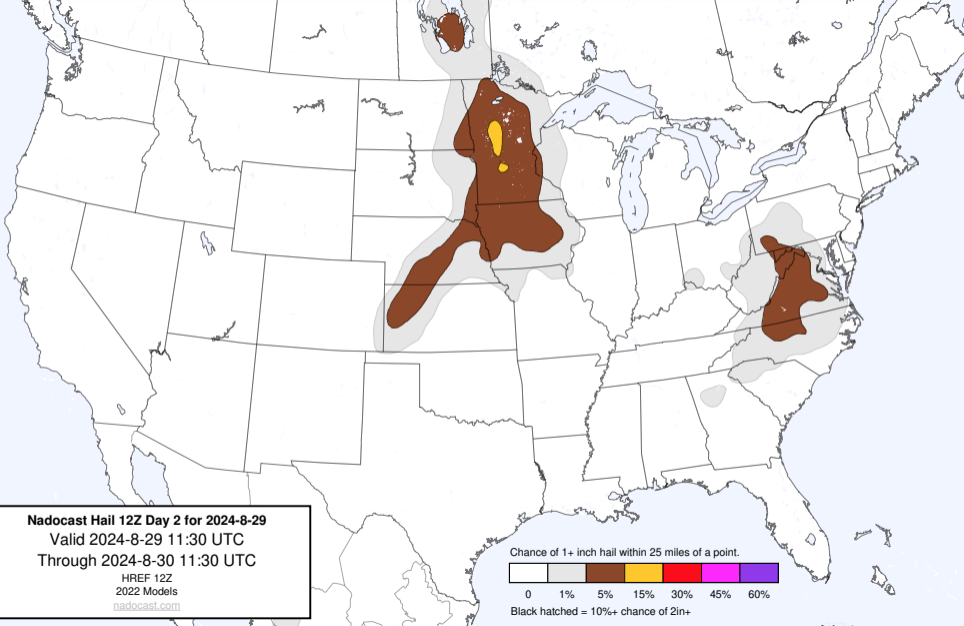 Nadocast Hail 12Z Day 2 for 2024-8-29
Valid 2024-8-29 11:30 UTC
Through 2024-8-30 11:30 UTC
HREF 12Z
2022 Models
nadocast.com
Chance of 1+ inch hail within 25 miles of a point.
0 1% 5% 15% 30% 45% 60%
Black hatched = 10%+ chance of 2in+